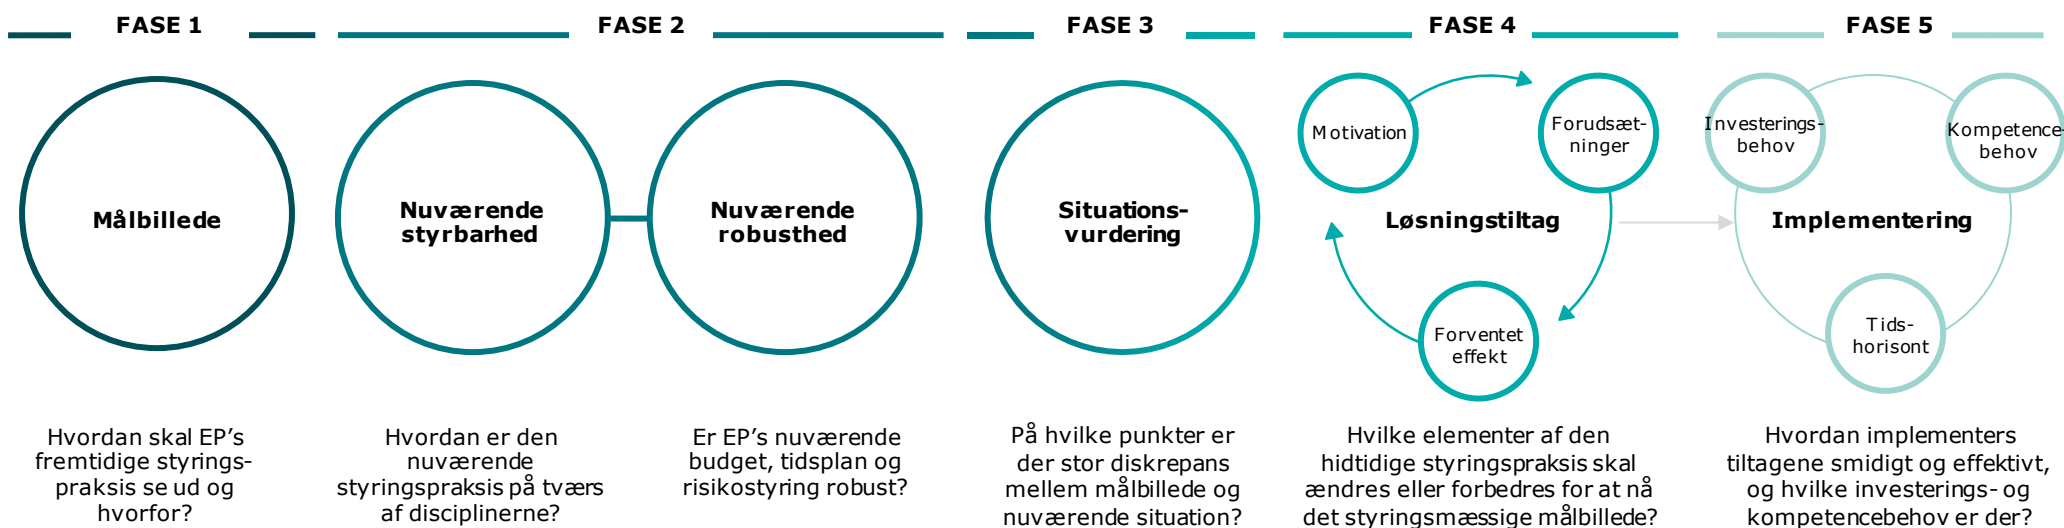 FASE 1
FASE 2
FASE 3
FASE 4
FASE 5
Målbillede
Nuværende
styrbarhed
Nuværende
robusthed
Situations-
vurdering
Motivation
Forudsæt-
ninger
Løsningstiltag
Forventet
effekt
Investerings-
behov
Kompetence-
behov
Implementering
Tids-
horisont
Hvordan skal EP's
fremtidige styrings-
praksis se ud og
hvorfor?
Hvordan er den
nuværende
styringspraksis på tværs
af disciplinerne?
Er EP's nuværende
budget, tidsplan og
risikostyring robust?
På hvilke punkter er
der stor diskrepans
mellem målbillede og
nuværende situation?
Hvilke elementer af den
hidtidige styringspraksis skal
ændres eller forbedres for at nå
det styringsmæssige målbillede?
Hvordan implementers
tiltagene smidigt og effektivt,
og hvilke investerings- og
kompetencebehov er der?